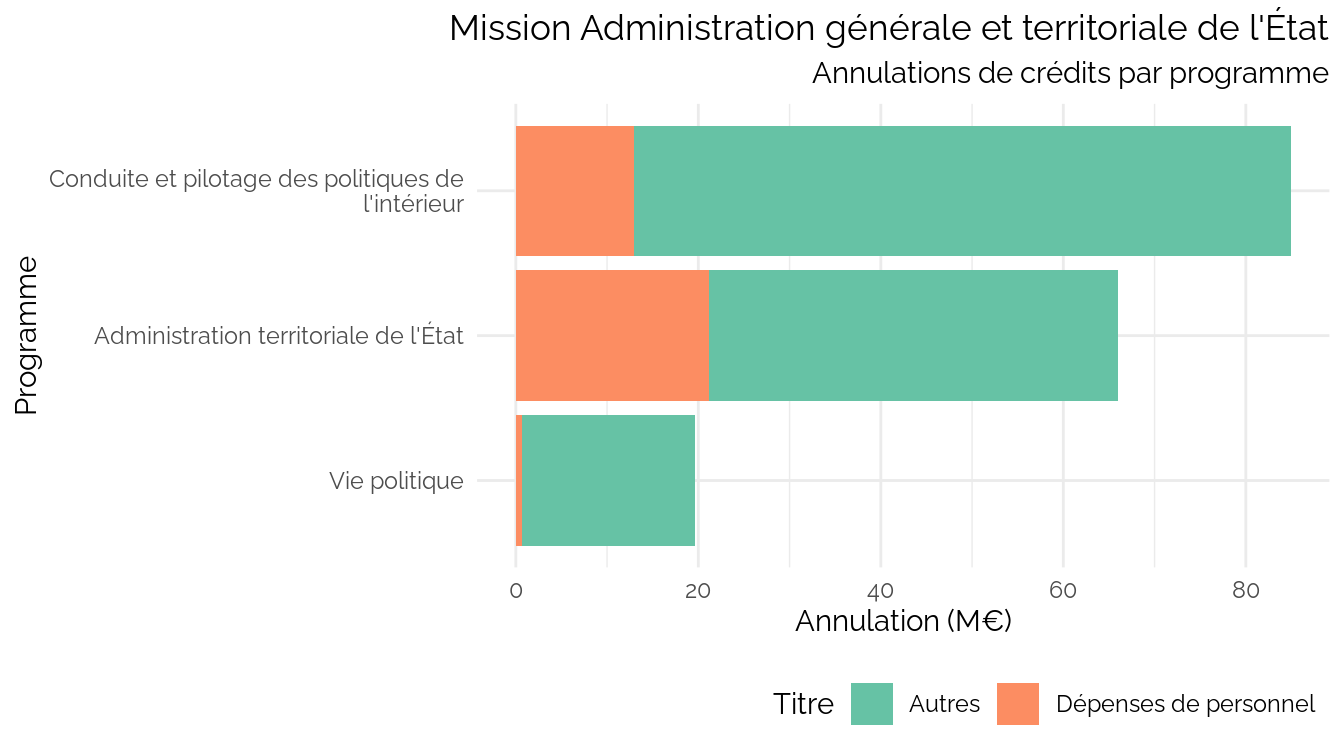 Mission Administration générale et territoriale de l'État
Annulations de crédits par programme
Conduite et pilotage des politiques de
l'intérieur
Administration territoriale de l'État
Vie politique
Programme
0 20 40 60 80
Annulation (M€)
Titre Autres Dépenses de personnel